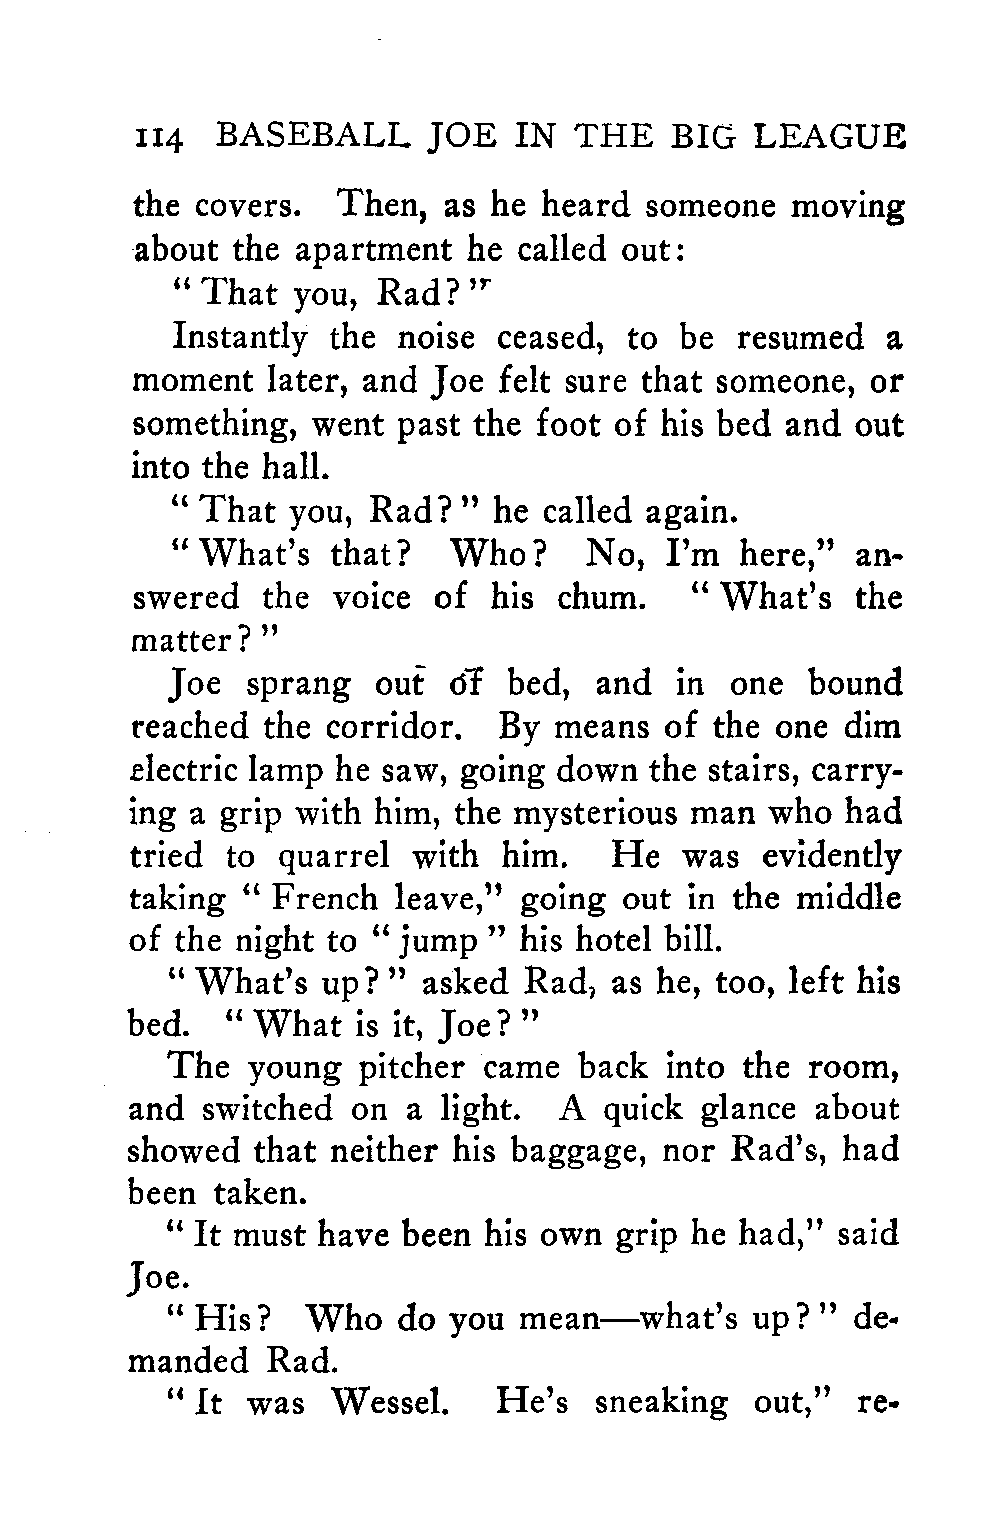 114 BASEBALL JOE IN THE BIG LEAGUE
the covers. Then, as he heard someone moving
about the apartment he called out:
“ That you, Rad? ”
Instantly the noise ceased, to be resumed a
moment later, and Joe felt sure that someone, or
something, went past the foot of his bed and out
into the hall.
“ That you, Rad? ” he called again.
“ What’s that? Who? No, I’m here,” an-
swered the voice of his chum. “ What’s the
matter? ”
Joe sprang out of bed, and in one bound
reached the corridor. By means of the one dim
electric lamp he saw, going down the stairs, carry-
ing a grip with him, the mysterious man who had
tried to quarrel with him. He was evidently
taking “ French leave,” going out in the middle
of the night to “ jump ” his hotel bill.
“ What’s up? ” asked Rad, as he, too, left his
bed. “ What is it, Joe? ”
The young pitcher came back into the room,
and switched on a light. A quick glance about
showed that neither his baggage, nor Rad’s, had
been taken.
“ It must have been his own grip he had,” said
Joe.
“ His? Who do you mean—what’s up? ” de-
manded Rad.
“ It was Wessel. He’s sneaking out,” re-